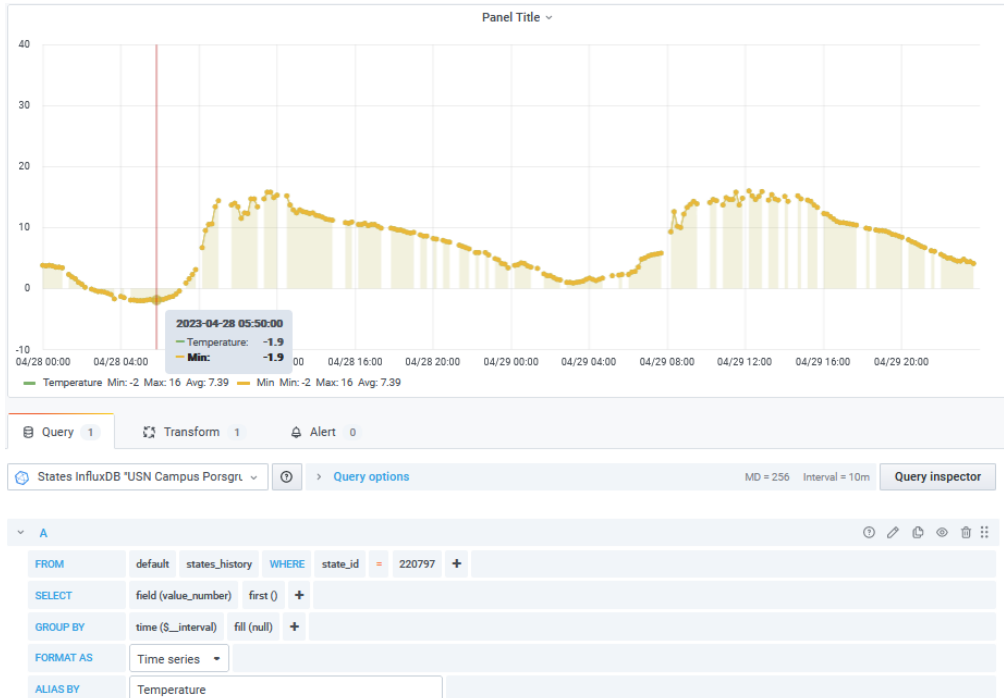 Panel Title
40
30
20
10
0
-10
2023-04-28 05:50:00
Temperature: -1.9
Min: -1.9
04/28 00:00 04/28 04:00 00 04/28 16:00 04/28 20:00 04/29 00:00 04/29 04:00 04/29 08:00 04/29 12:00 04/29 16:00 04/29 20:00
Temperature Min: -2 Max: 16 Avg: 7.39 Min Min: -2 Max: 16 Avg: 7.39
Query 1 Transform 1 Alert 0
States InfluxDB "USN Campus Porsgru Query options MD = 256 Interval = 10m Query inspector
A
FROM default states_history WHERE state_id = 220797 +
SELECT field (value_number) first () +
GROUP BY time ($__interval) fill (null) +
FORMAT AS Time series
ALIAS BY Temperature